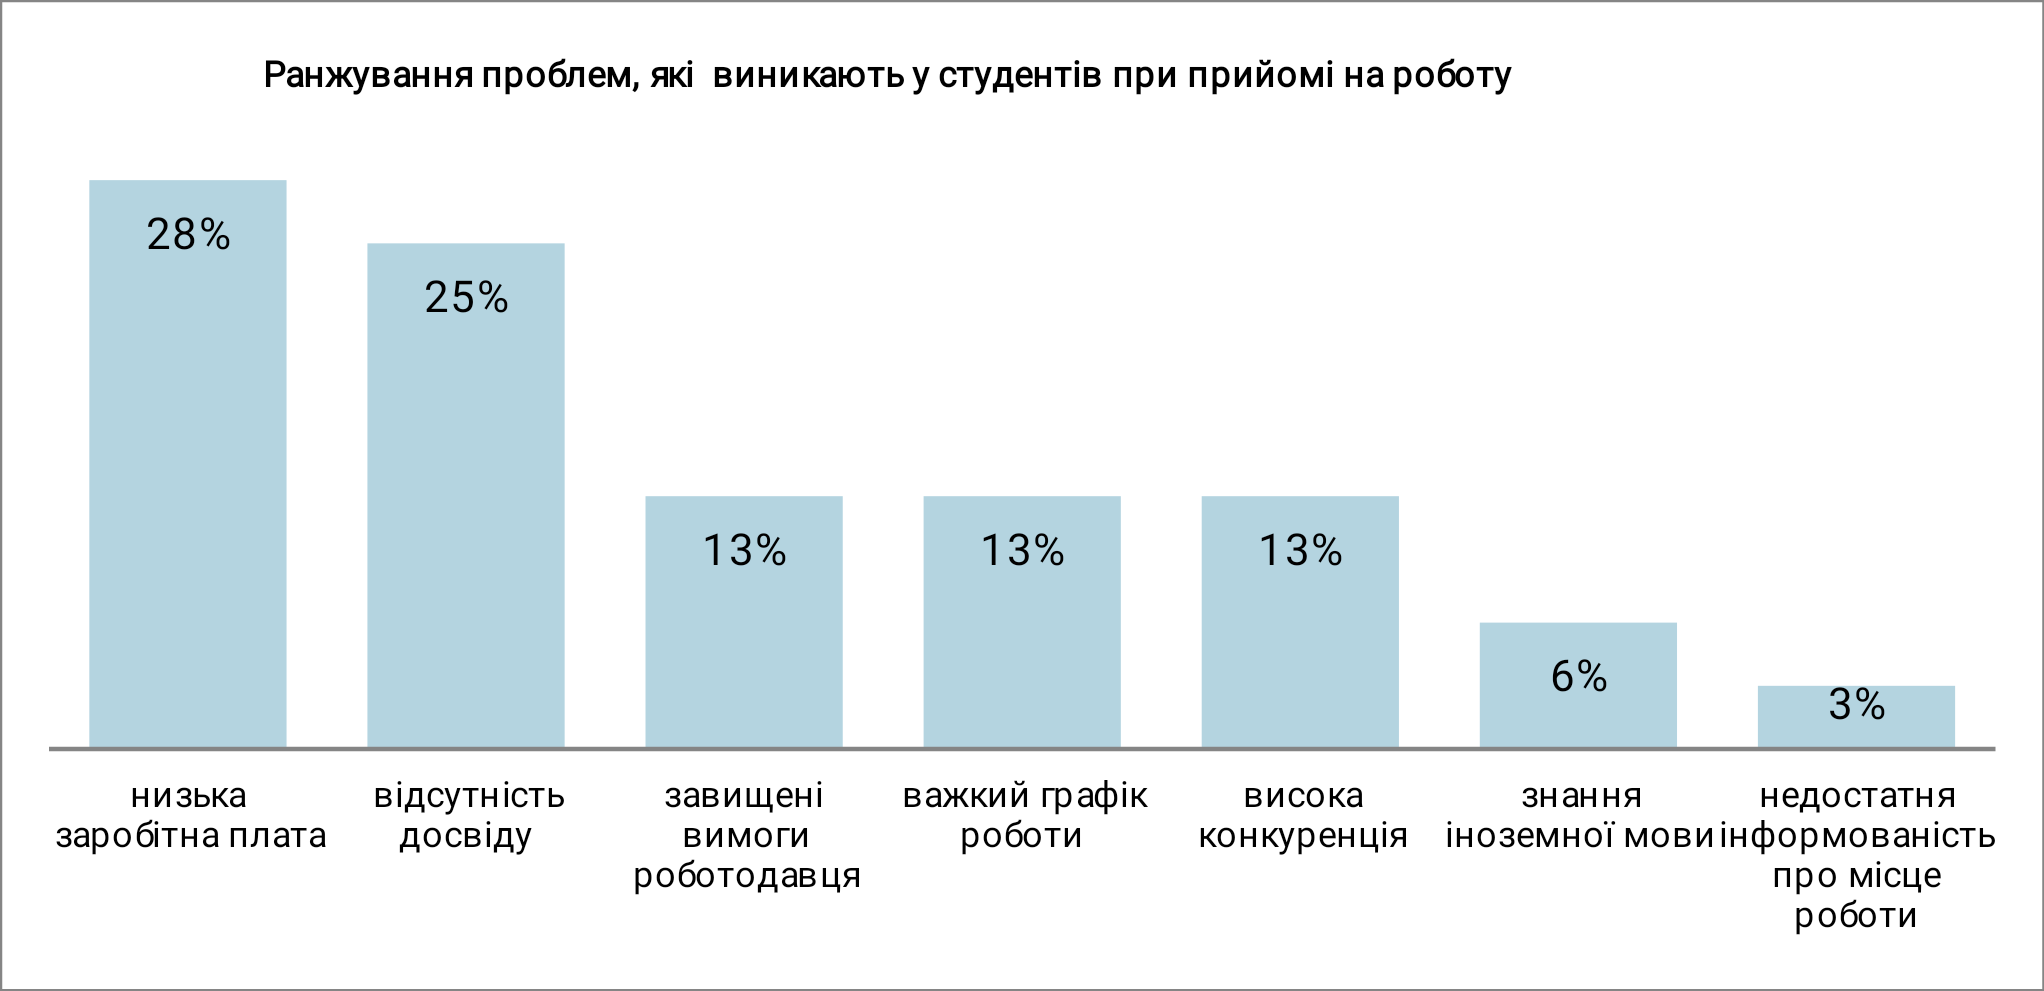 Ранжування проблем, які  виникають у студентів при прийомі на роботу
28%
25%
13%
13%
13%
6%
3%
низька
заробітна плата
відсутність
досвіду
завищені
вимоги
роботодавця
важкий графік
роботи
висока
конкуренція
знання
іноземної мови
недостатня
інформованість
про місце
роботи